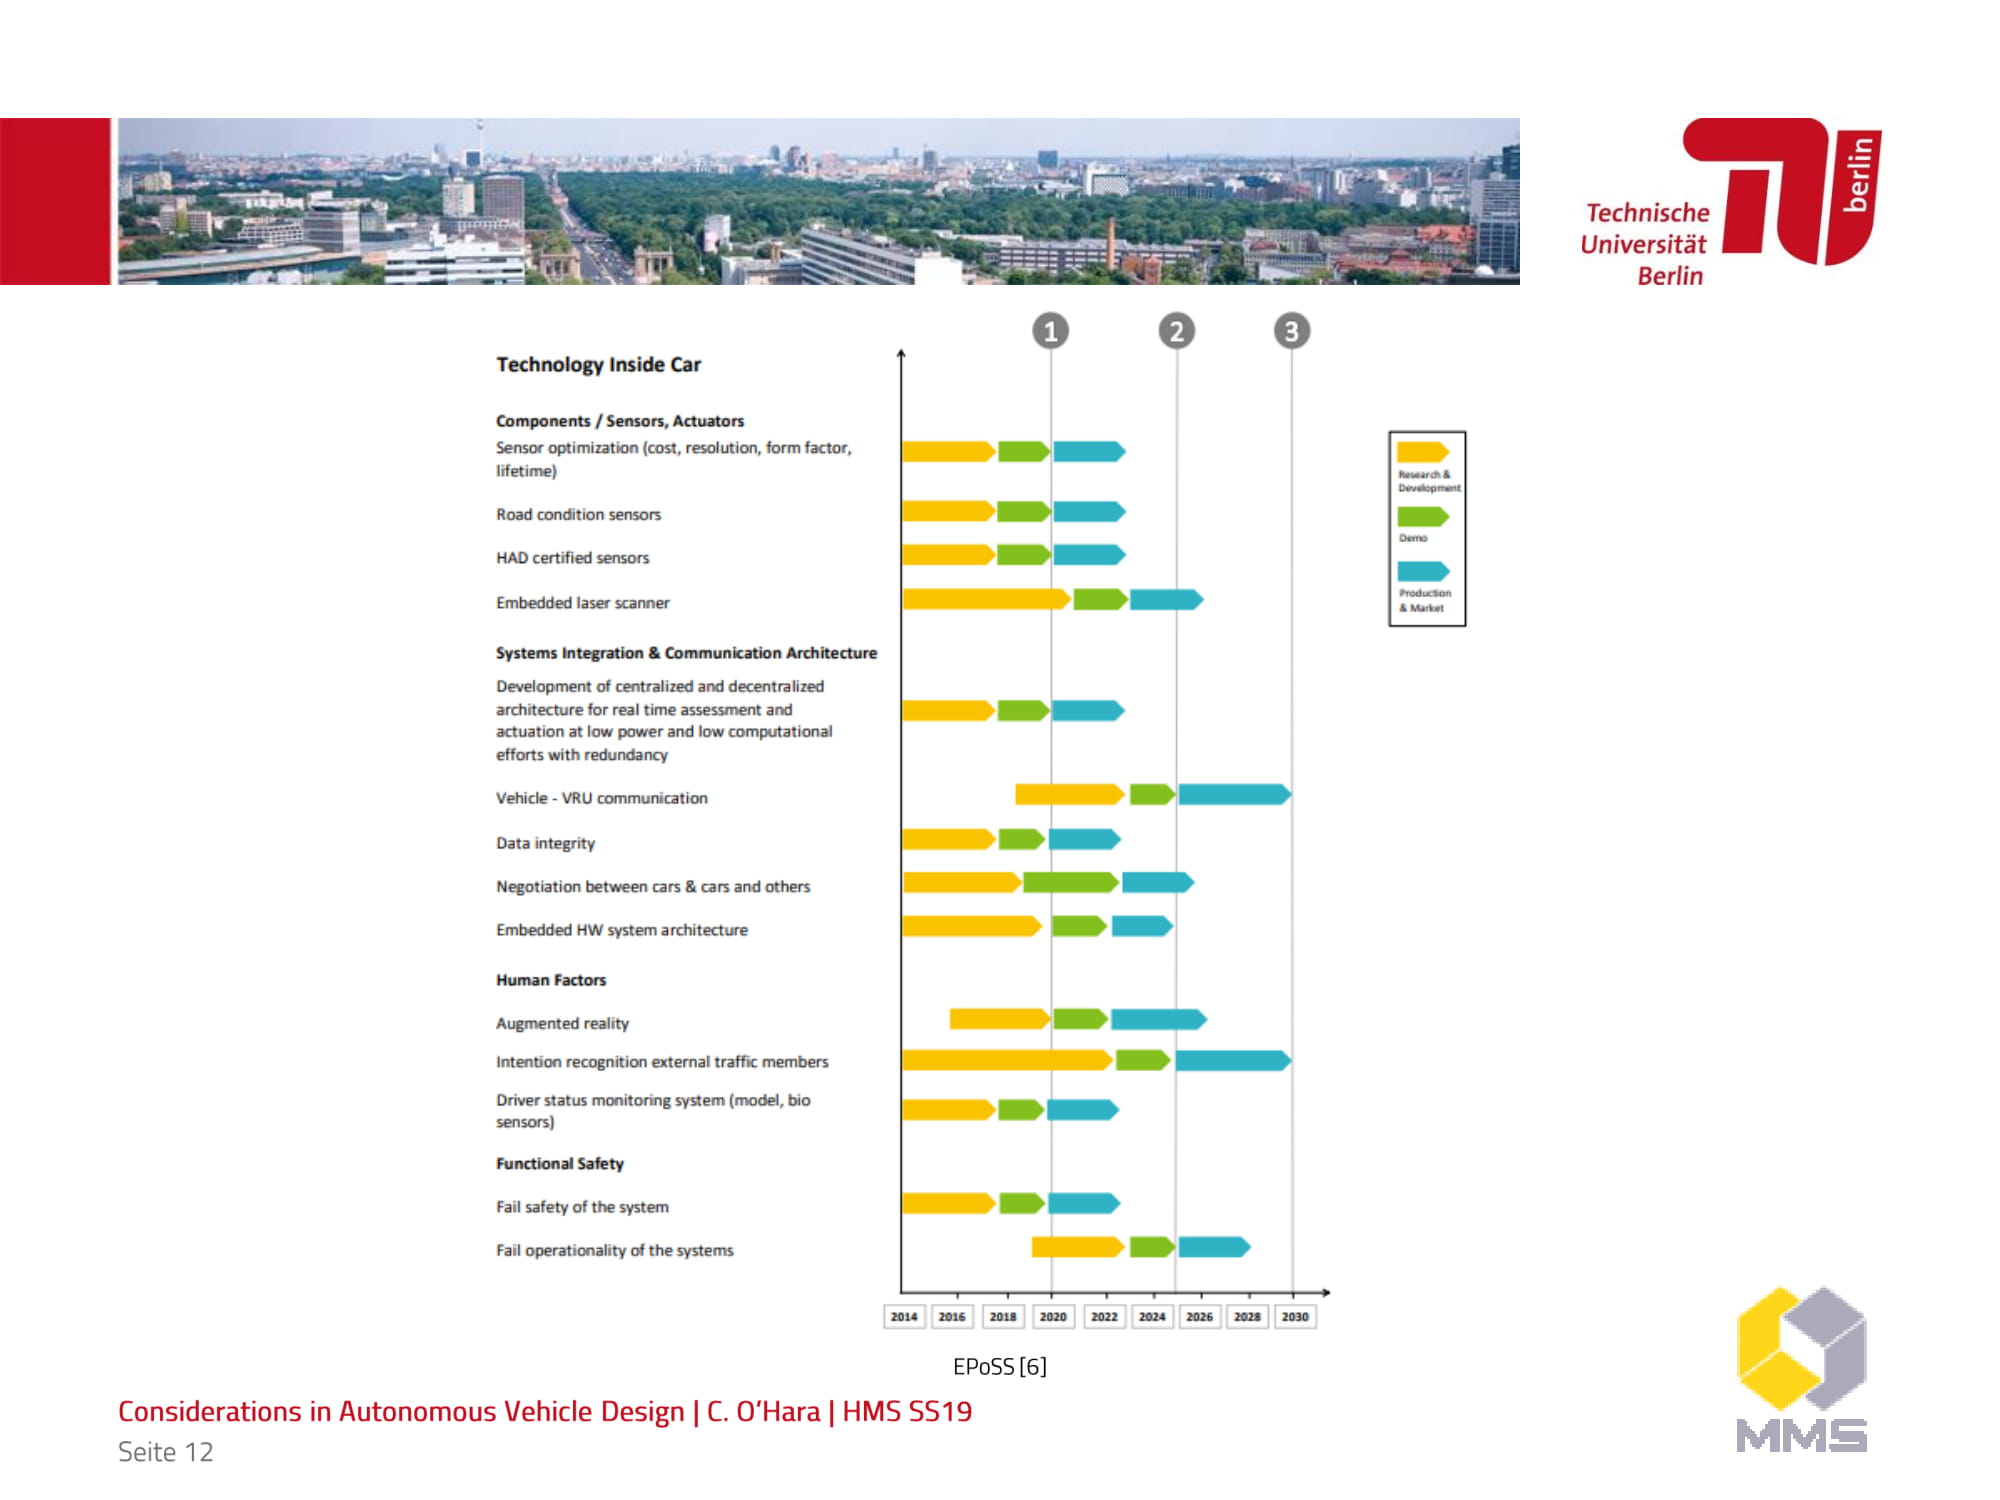 Technische
Universität
Berlin
berlin
1 2 3
Technology Inside Car
Components / Sensors, Actuators
Sensor optimization (cost, resolution, form factor,
lifetime)
Road condition sensors
HAD certified sensors
Embedded laser scanner
Research &
Development
Demo
Production
& Market
Systems Integration & Communication Architecture
Development of centralized and decentralized
architecture for real time assessment and
actuation at low power and low computational
efforts with redundancy
Vehicle - VRU communication
Data integrity
Negotiation between cars & cars and others
Embedded HW system architecture
Human Factors
Augmented reality
Intention recognition external traffic members
Driver status monitoring system (model, bio
sensors)
Functional Safety
Fail safety of the system
Fail operationality of the systems
2014 2016 2018 2020 2022 2024 2026 2028 2030
EPoSS [6]
Considerations in Autonomous Vehicle Design | C. O'Hara | HMS SS19
Seite 12
MMS